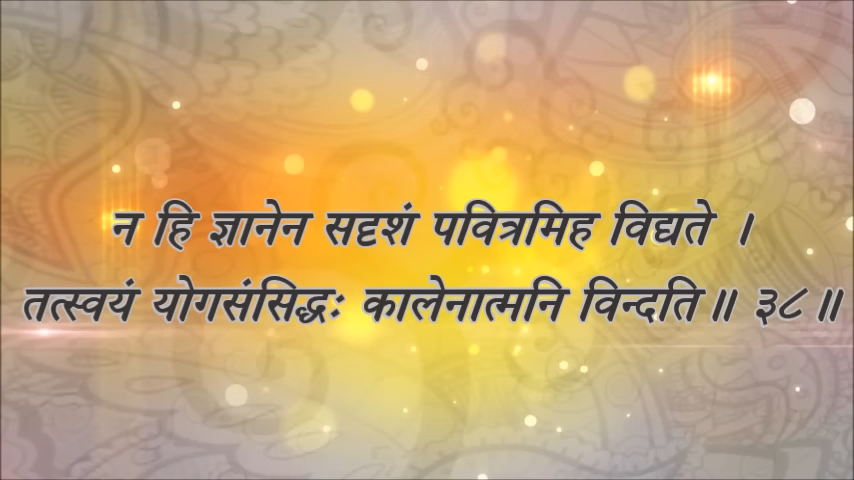 न हि ज्ञानेन सदृशं पवित्रमिह विद्यते ।
तत्स्वयं योगसंसिद्धः कालेनात्मनि विन्दति॥ ३८॥